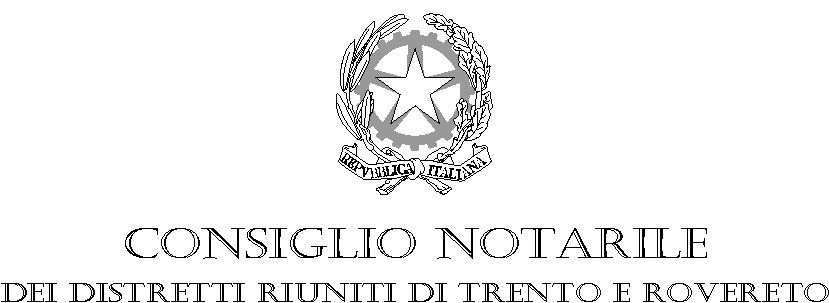 REPVBBLICA ITALIANA
CONSIGLIO NOTARILE
DEI DISTRETTI RIUNITI DI TRENTO E ROVERETO